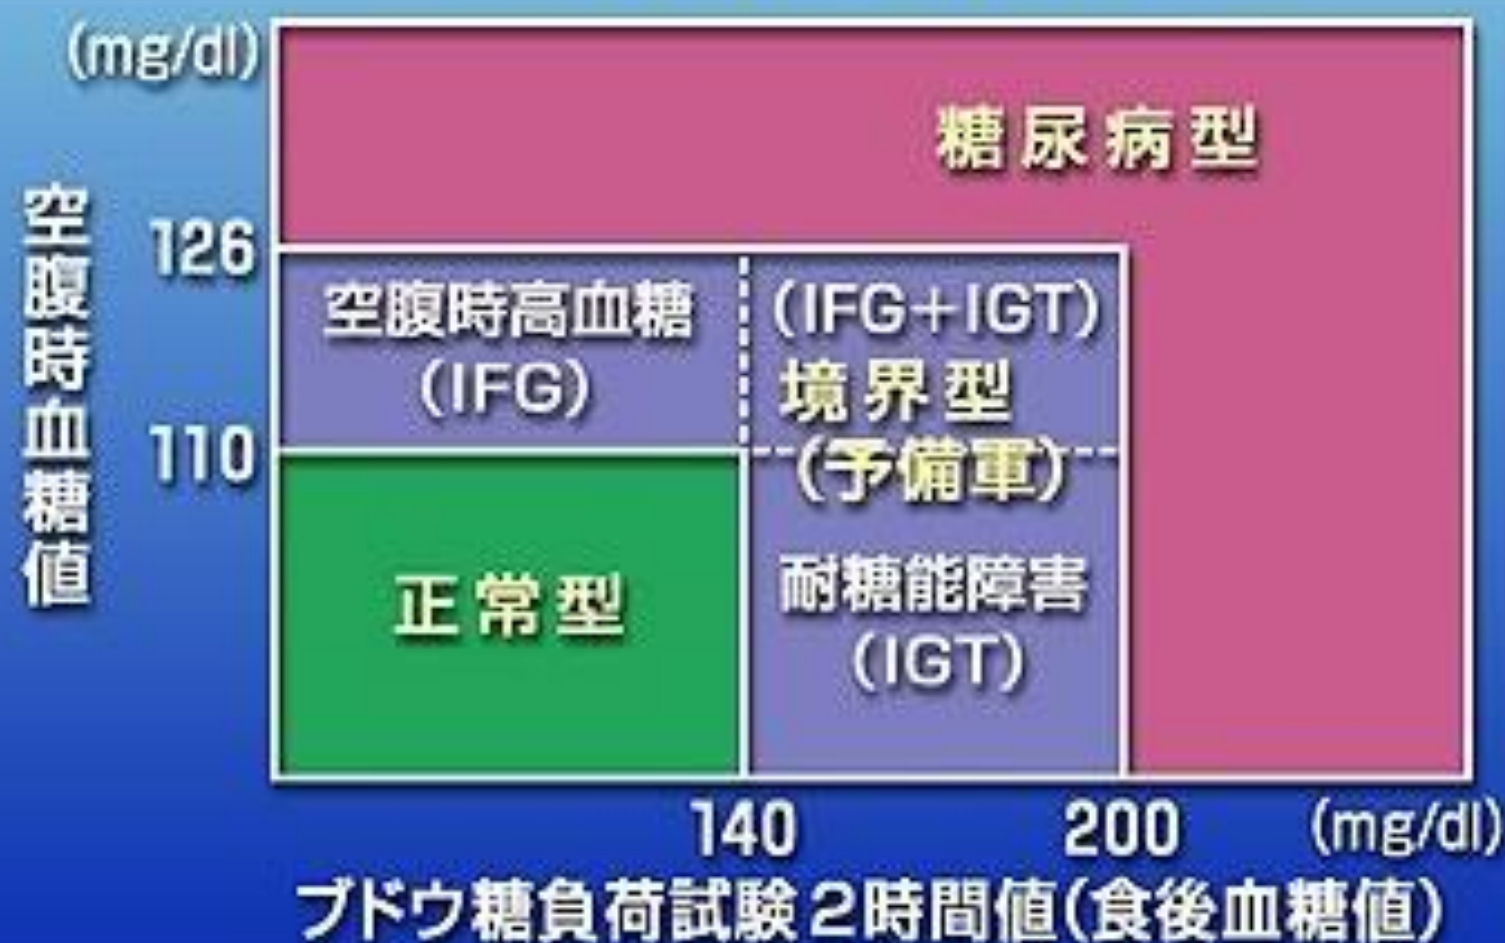 (mg/dl)
糖尿病型
空腹時血糖値
126
空腹時高血糖
(IFG)
(IFG+IGT)
境界型
(予備軍)
110
正常型
耐糖能障害
(IGT)
140
200
(mg/dl)
ブドウ糖負荷試験2時間値(食後血糖値)